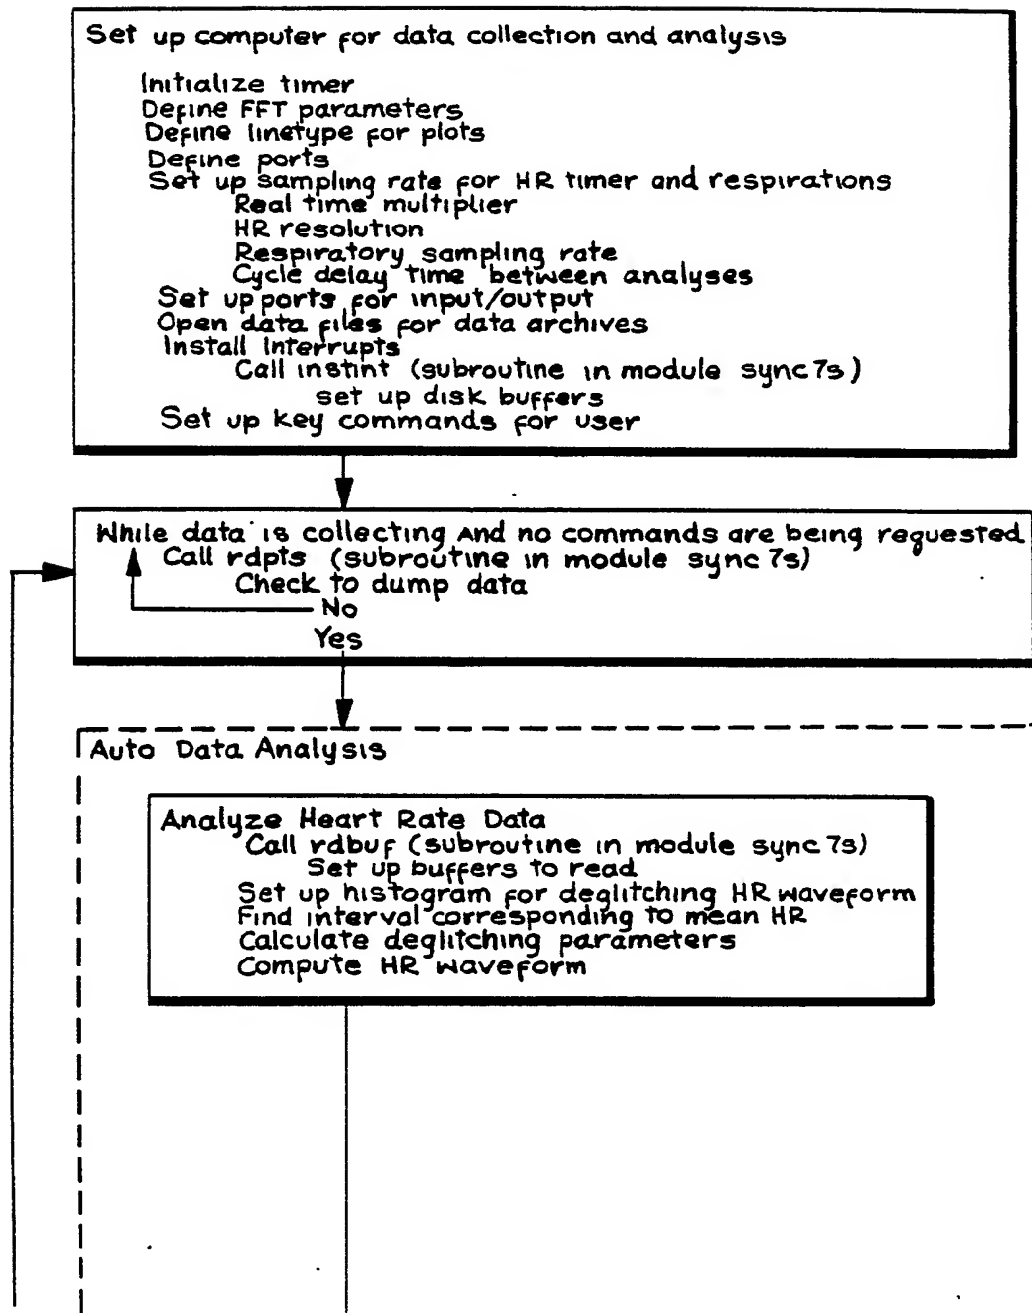 Set up computer for data collection and analysis
Initialize timer
Define FFT parameters
Define linetype for plots
Define ports
Set up sampling rate for HR timer and respirations
Real time multiplier
HR resolution
Respiratory sampling rate
Cycle delay time between analyses
Set up ports for input/output
Open data files for data archives
Install Interrupts
Call instint (subroutine in module sync7s)
set up disk buffers
Set up key commands for user
While data is collecting and no commands are being requested
Call rdpts (subroutine in module sync7s)
Check to dump data
No
Yes
Auto Data Analysis
Analyze Heart Rate Data
Call rdbuf (subroutine in module sync7s)
Set up buffers to read
Set up histogram for deglitching HR waveform
Find interval corresponding to mean HR
Calculate deglitching parameters
Compute HR waveform